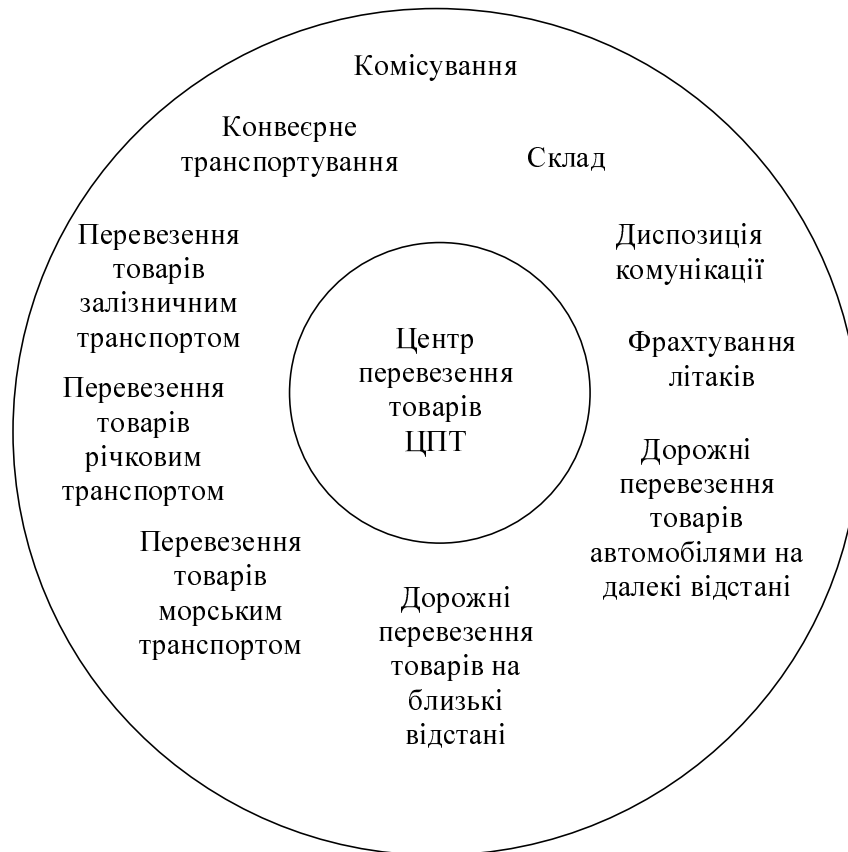 Комісування
Конвеєрне
транспортування
Склад
Перевезення
товарів
залізничним
транспортом
Диспозиція
комунікації
Центр
перевезення
товарів
ЦПТ
Фрахтування
літаків
Перевезення
товарів
річковим
транспортом
Дорожні
перевезення
товарів
автомобілями на
далекі відстані
Перевезення
товарів
морським
транспортом
Дорожні
перевезення
товарів на
близькі
відстані